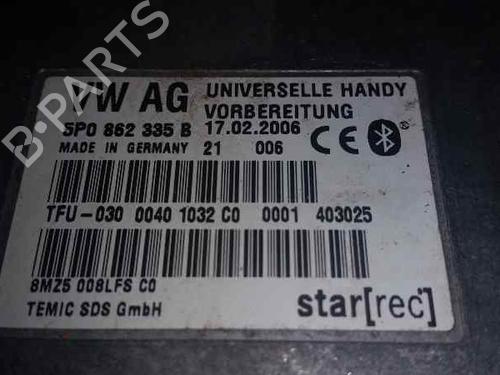 VW AG UNIVERSELLE HANDY
VORBEREITUNG
5P0 862 335 B 17.02.2006
MADE IN GERMANY 21 006 CE
TFU-030 0040 1032 C0 0001 403025
8MZ5 008LFS C0
TEMIC SDS GmbH star[rec]
B-PARTS